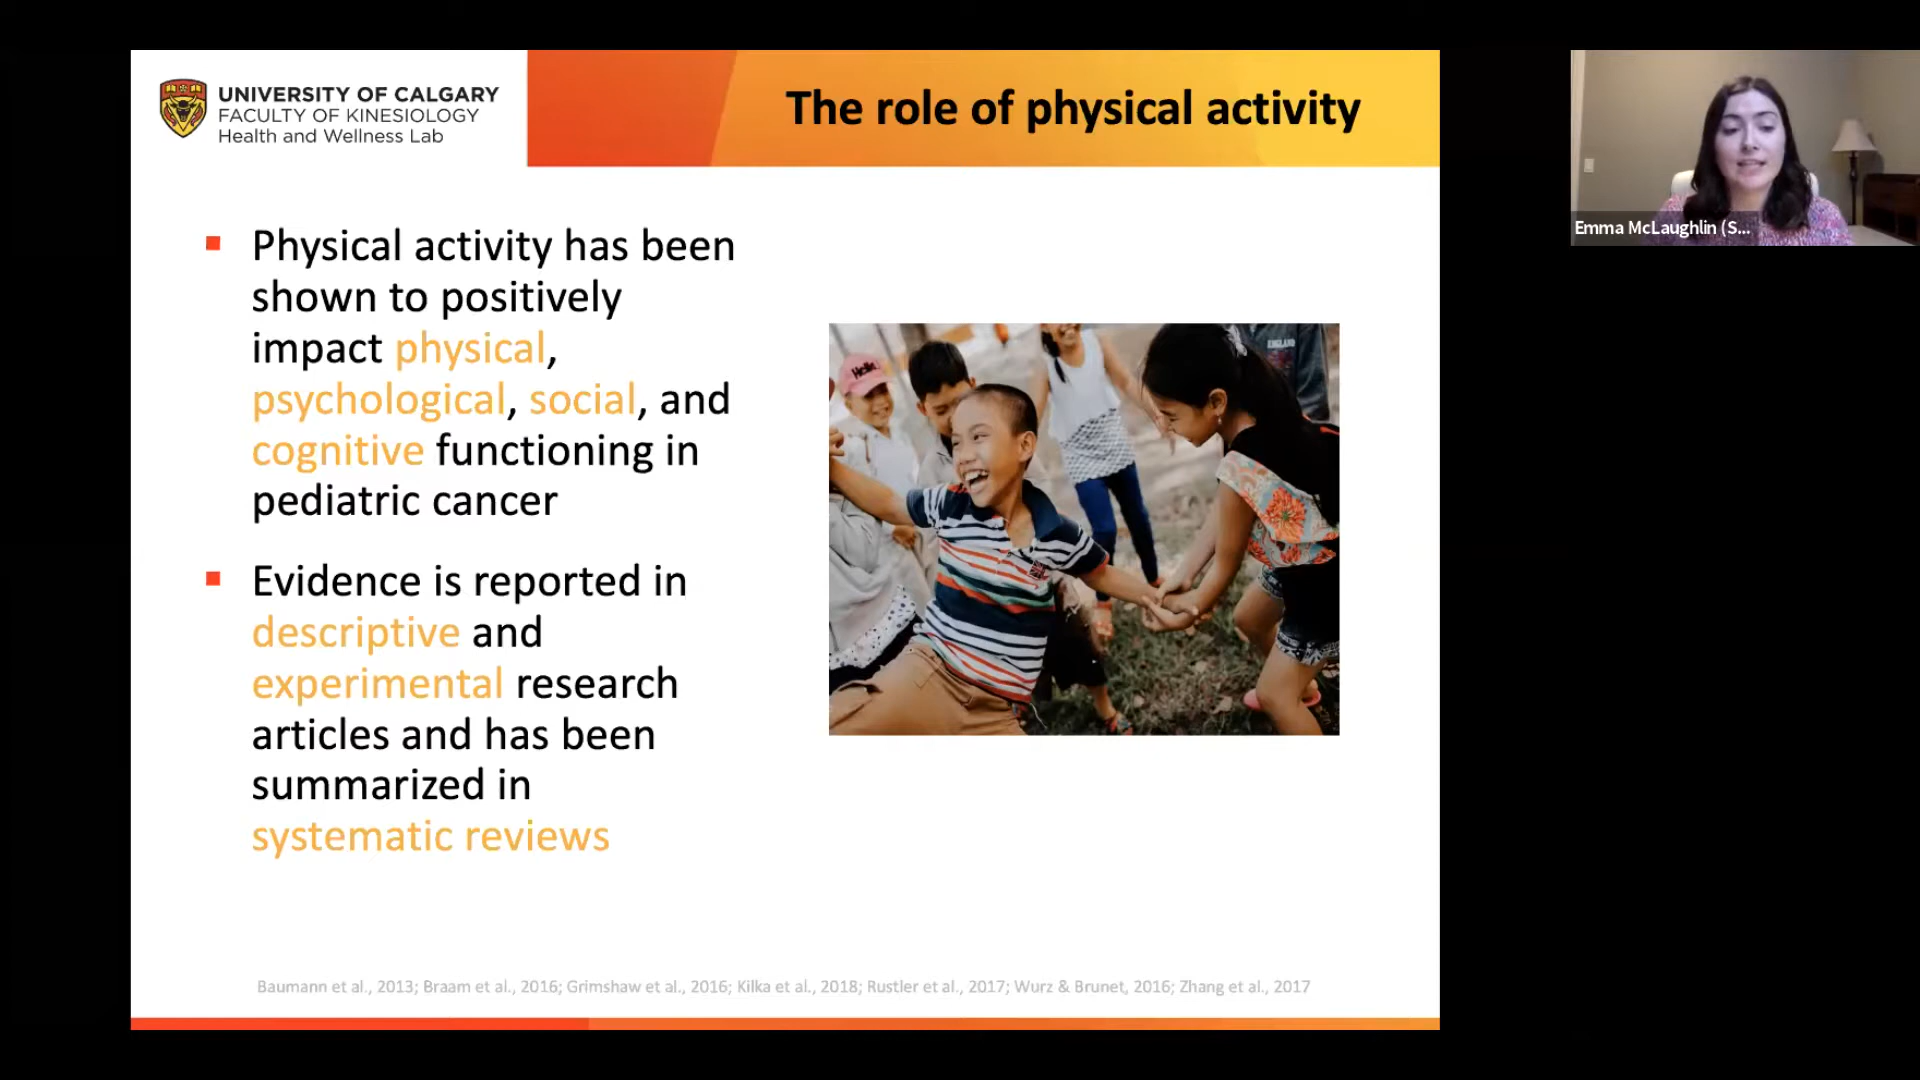 UNIVERSITY OF CALGARY
FACULTY OF KINESIOLOGY
Health and Wellness Lab
The role of physical activity
Emma McLaughlin (S...
Physical activity has been
shown to positively
impact physical,
psychological, social, and
cognitive functioning in
pediatric cancer
Evidence is reported in
descriptive and
experimental research
articles and has been
summarized in
systematic reviews
Hello
ENGLAND
Baumann et al., 2013; Braam et al., 2016; Grimshaw et al., 2016; Kilka et al., 2018; Rustler et al., 2017; Wurz & Brunet, 2016; Zhang et al., 2017